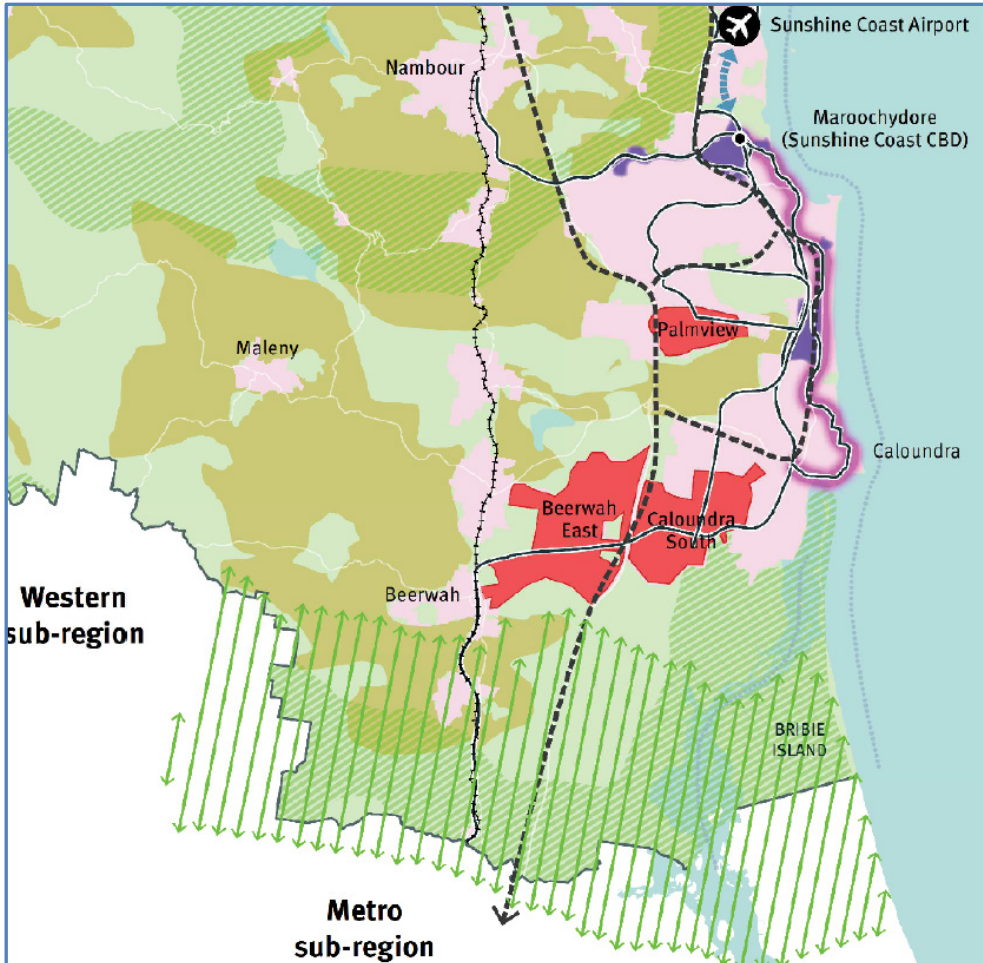 Sunshine Coast Airport
Nambour
Maroochydore
(Sunshine Coast CBD)
Palmview
Maleny
Caloundra
Beerwah
East
Caloundra
South
Beerwah
Western
sub-region
BRIBIE
ISLAND
Metro
sub-region